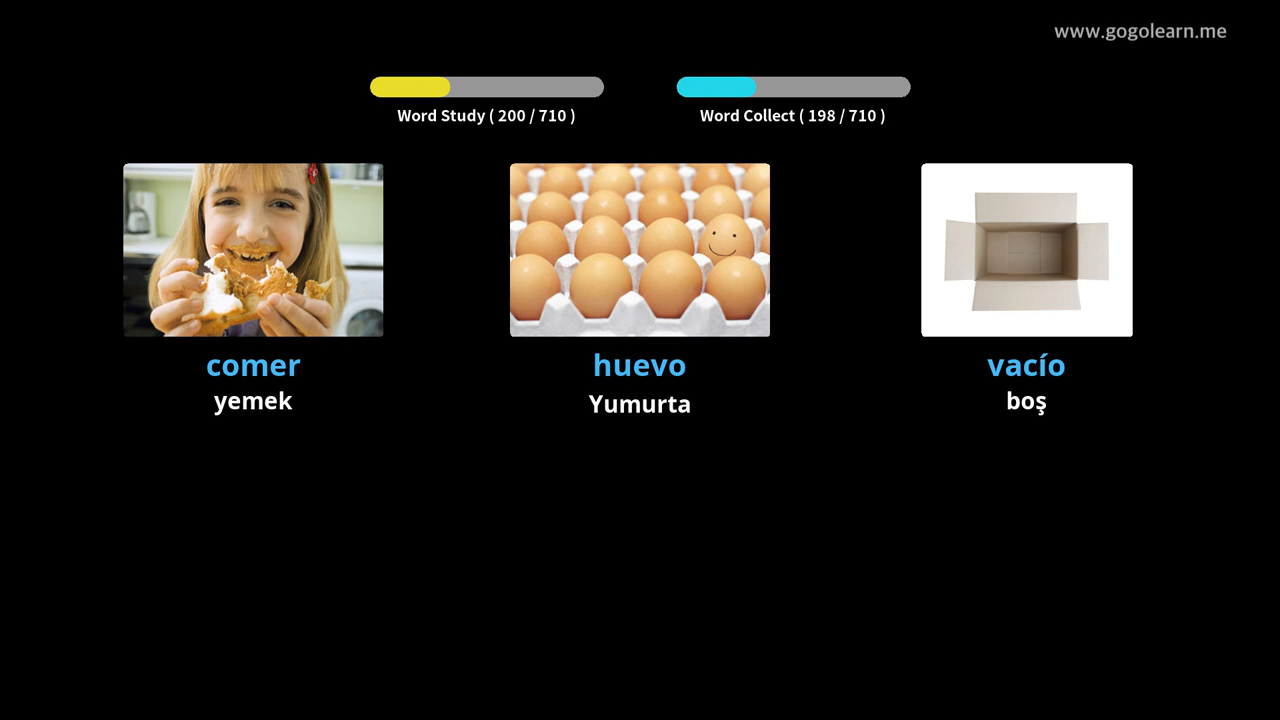 www.gogolearn.me
Word Study ( 200 / 710 )
Word Collect ( 198 / 710 )
comer
yemek
huevo
Yumurta
vacío
boş